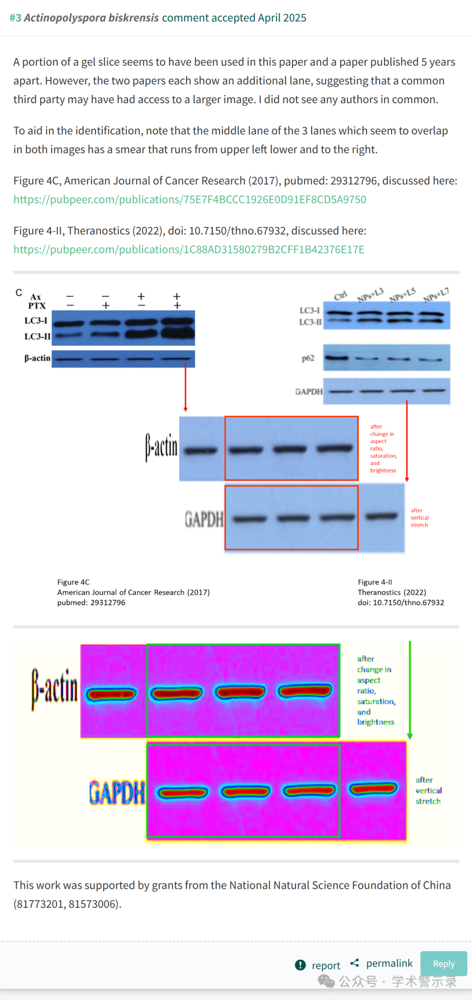 #3 Actinopolyspora biskrensis comment accepted April 2025
A portion of a gel slice seems to have been used in this paper and a paper published 5 years
apart. However, the two papers each show an additional lane, suggesting that a common
third party may have had access to a larger image. I did not see any authors in common.
To aid in the identification, note that the middle lane of the 3 lanes which seem to overlap
in both images has a smear that runs from upper left lower and to the right.
Figure 4C, American Journal of Cancer Research (2017), pubmed: 29312796, discussed here:
https://pubpeer.com/publications/75E7F4BCCC1926E0D91EF8CD5A9750
Figure 4-II, Theranostics (2022), doi: 10.7150/thno.67932, discussed here:
https://pubpeer.com/publications/1C88AD31580279B2CFF1B42376E17E
C
Ax − − + +
PTX − + − +
LC3-I
LC3-II
β-actin
Ctrl NPs+L3 NPs+L5 NPs+L7
LC3-I
LC3-II
p62
GAPDH
β-actin
after
change in
aspect
ratio,
saturation,
and
brightness
GAPDH
after
vertical
stretch
Figure 4C
American Journal of Cancer Research (2017)
pubmed: 29312796
Figure 4-II
Theranostics (2022)
doi: 10.7150/thno.67932
β-actin
after
change in
aspect
ratio,
saturation,
and
brightness
GAPDH
after
vertical
stretch
This work was supported by grants from the National Natural Science Foundation of China
(81773201, 81573006).
report permalink Reply
公众号 · 学术警示录